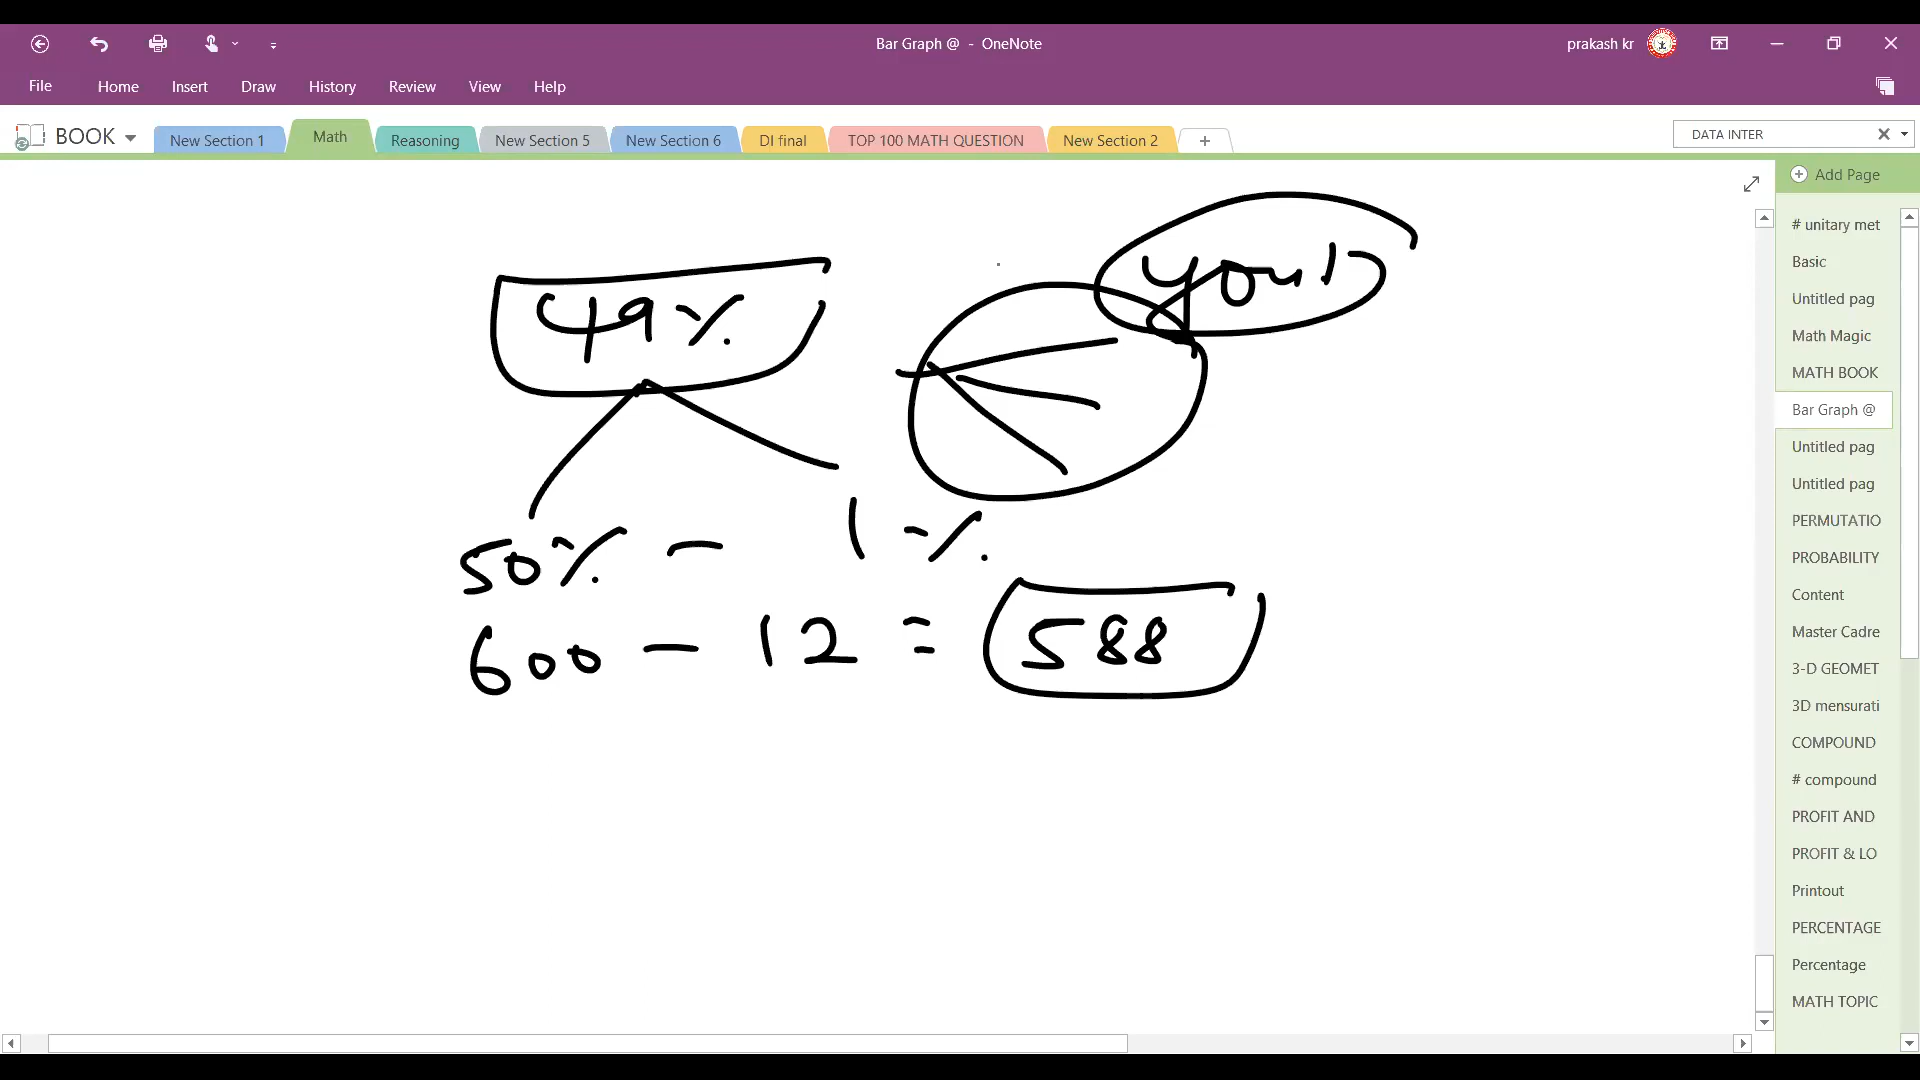 Bar Graph @ - OneNote
prakash kr
File Home Insert Draw History Review View Help
BOOK
New Section 1
Math
Reasoning
New Section 5
New Section 6
DI final
TOP 100 MATH QUESTION
New Section 2
+
DATA INTER
Add Page
# unitary met
Basic
Untitled pag
Math Magic
MATH BOOK
Bar Graph @
Untitled pag
Untitled pag
PERMUTATIO
PROBABILITY
Content
Master Cadre
3-D GEOMET
3D mensurati
COMPOUND
# compound
PROFIT AND
PROFIT & LO
Printout
PERCENTAGE
Percentage
MATH TOPIC
49%
50% - 1%
600 - 12 = 588